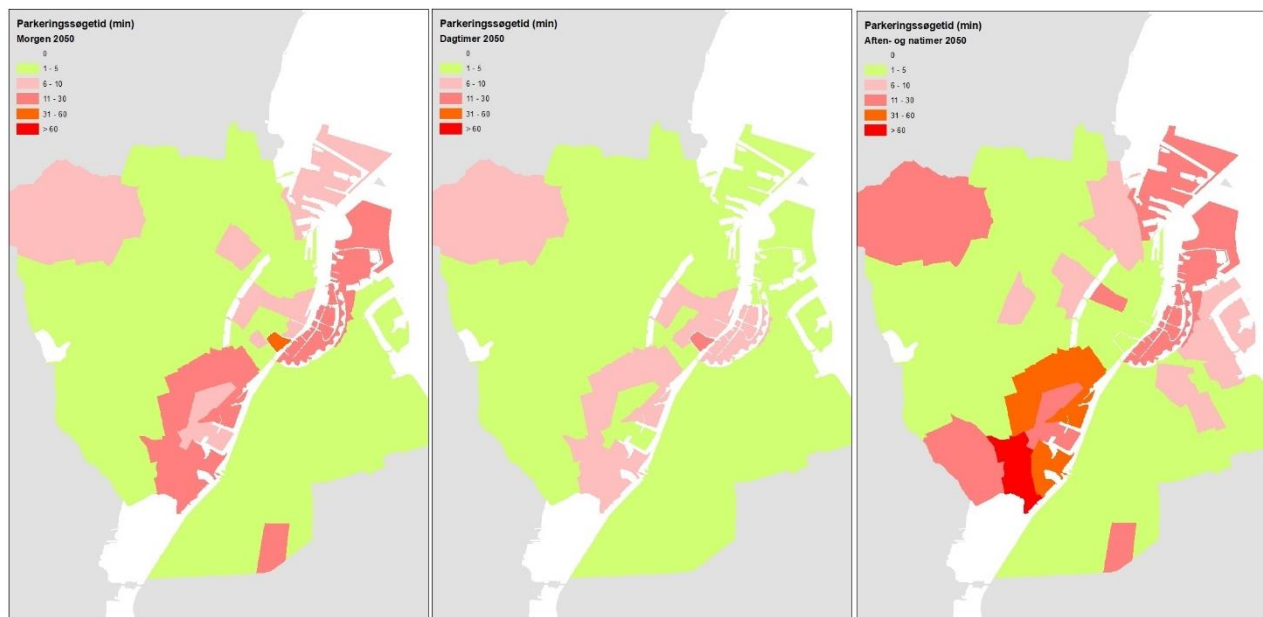 Parkeringssøgetid (min)
Morgen 2050
0
1 - 5
6 - 10
11 - 30
31 - 60
> 60
Parkeringssøgetid (min)
Dagtimer 2050
0
1 - 5
6 - 10
11 - 30
31 - 60
> 60
Parkeringssøgetid (min)
Aften- og natimer 2050
0
1 - 5
6 - 10
11 - 30
31 - 60
> 60